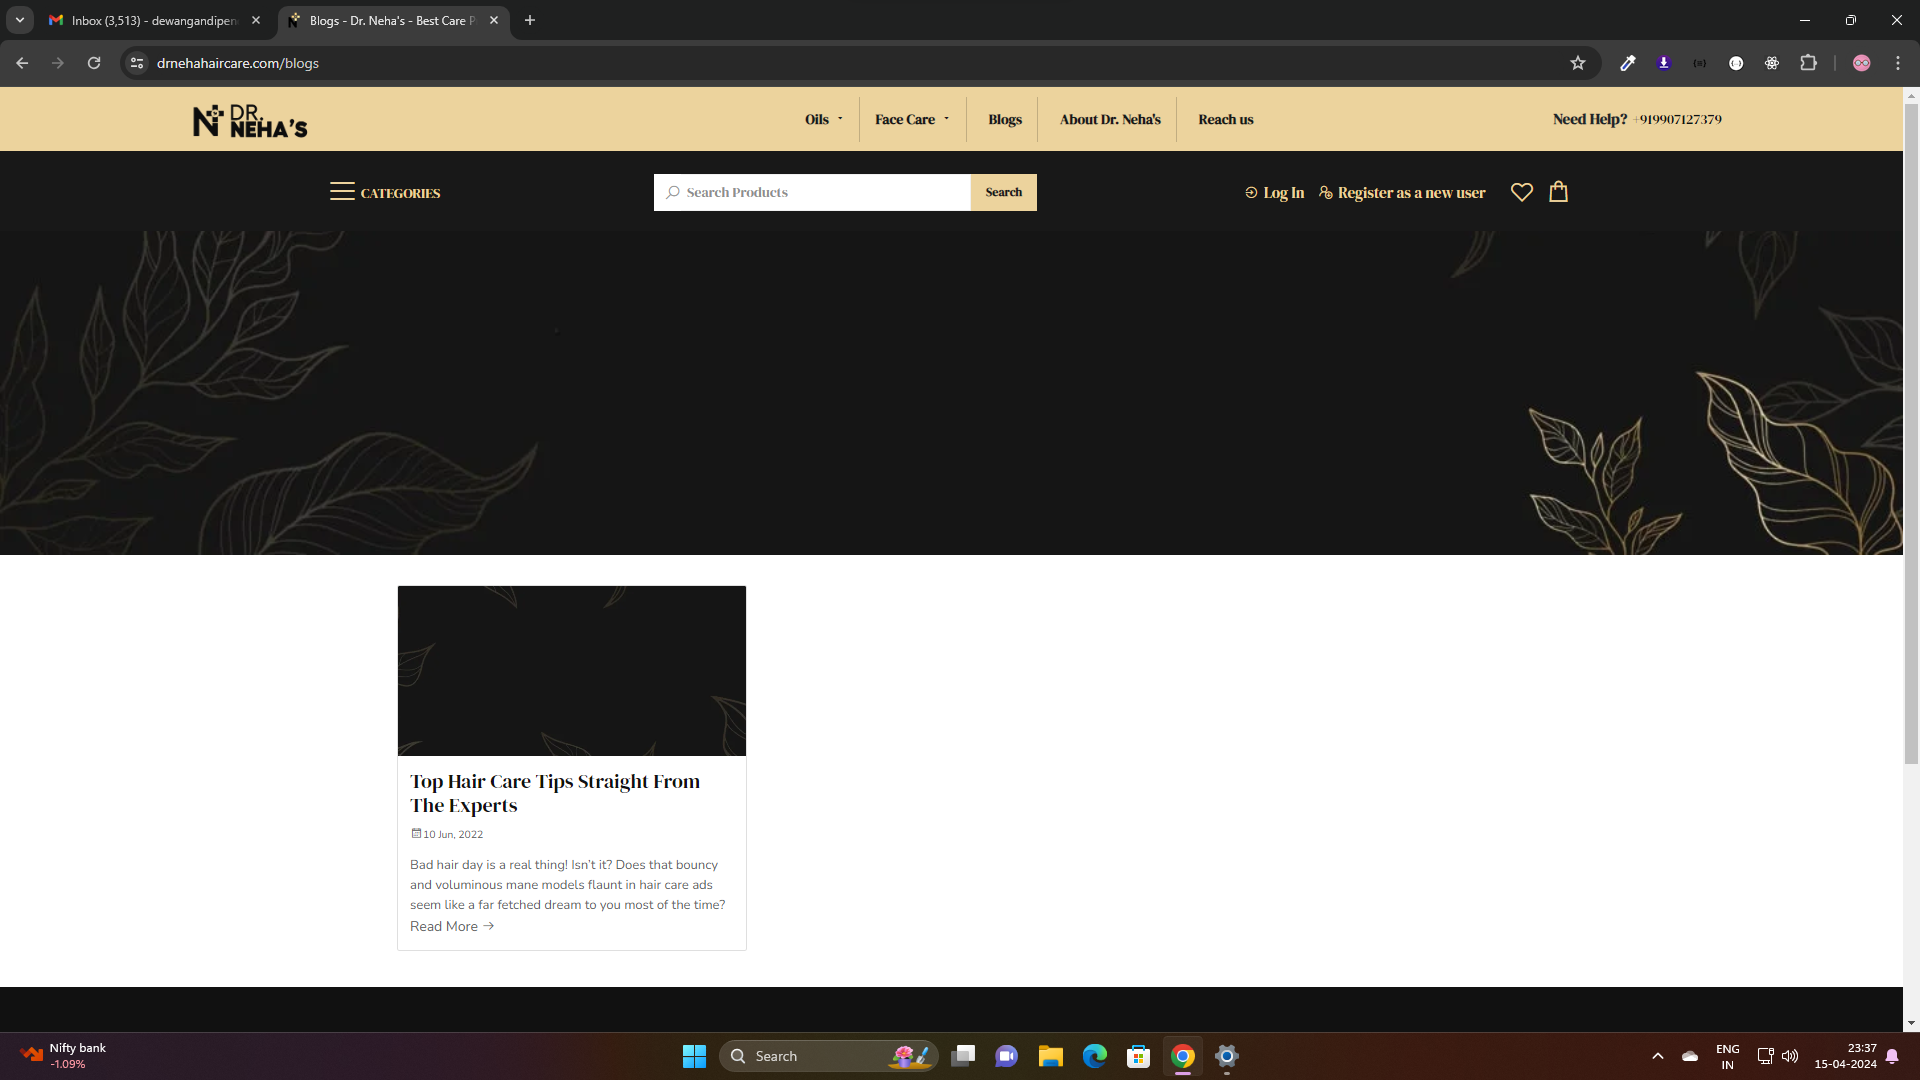 Inbox (3,513) - dewangandipen
Blogs - Dr. Neha's - Best Care P
drnehahaircare.com/blogs
DR.
NEHA'S
Oils
Face Care
Blogs
About Dr. Neha's
Reach us
Need Help? +919907127379
CATEGORIES
Search Products
Search
Log In
Register as a new user
Top Hair Care Tips Straight From
The Experts
10 Jun, 2022
Bad hair day is a real thing! Isn't it? Does that bouncy
and voluminous mane models flaunt in hair care ads
seem like a far fetched dream to you most of the time?
Read More →
Nifty bank
-1.09%
Search
ENG
IN
23:37
15-04-2024